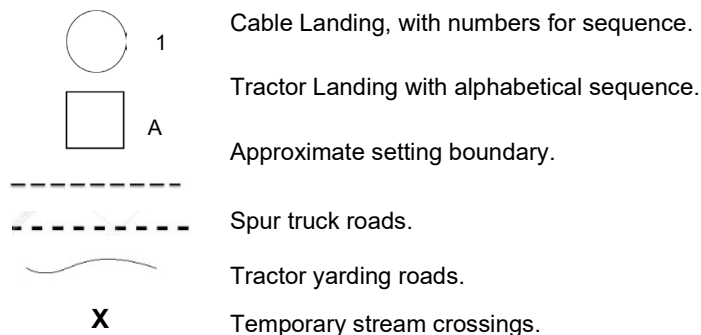 Cable Landing, with numbers for sequence.
1
Tractor Landing with alphabetical sequence.
A
Approximate setting boundary.
Spur truck roads.
Tractor yarding roads.
X
Temporary stream crossings.